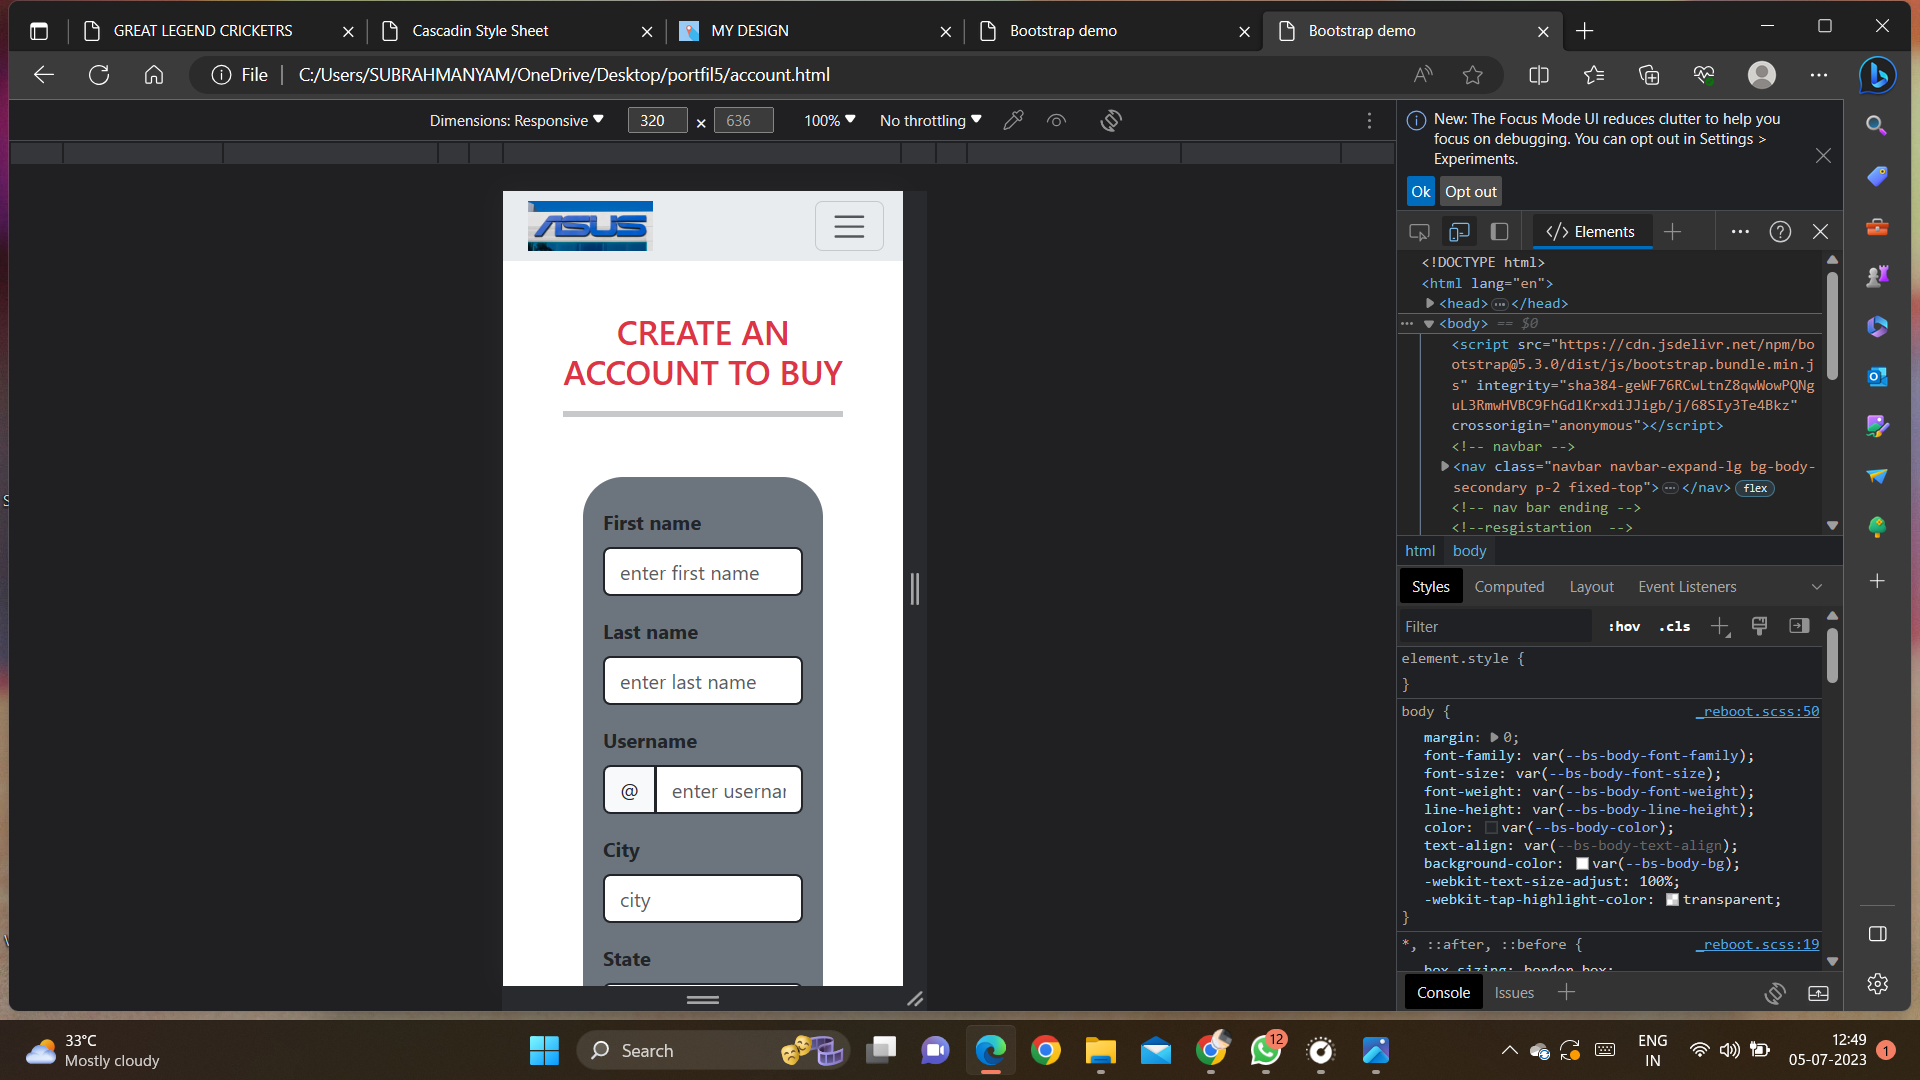 GREAT LEGEND CRICKETRS
Cascadin Style Sheet
MY DESIGN
Bootstrap demo
Bootstrap demo
File
C:/Users/SUBRAHMANYAM/OneDrive/Desktop/portfil5/account.html
Dimensions: Responsive
320 × 636
100%
No throttling
New: The Focus Mode UI reduces clutter to help you
focus on debugging. You can opt out in Settings >
Experiments.
Ok Opt out
ASUS
CREATE AN
ACCOUNT TO BUY
First name
enter first name
Last name
enter last name
Username
@ enter usernar
City
city
State
</> Elements
<!DOCTYPE html>
<html lang="en">
<head> ••• </head>
••• <body> == $0
<script src="https://cdn.jsdelivr.net/npm/bo
otstrap@5.3.0/dist/js/bootstrap.bundle.min.j
s" integrity="sha384-geWF76RCwLtnZ8qwWowPQNg
uL3RmwHVBC9FhGdlKrxdiJJigb/j/68SIy3Te4Bkz"
crossorigin="anonymous"></script>
<!-- navbar -->
<nav class="navbar navbar-expand-lg bg-body-
secondary p-2 fixed-top"> ••• </nav> flex
<!-- nav bar ending -->
<!--resgistartion -->
html body
Styles Computed Layout Event Listeners
Filter :hov .cls
element.style {
}
body { _reboot.scss:50
margin: 0;
font-family: var(--bs-body-font-family);
font-size: var(--bs-body-font-size);
font-weight: var(--bs-body-font-weight);
line-height: var(--bs-body-line-height);
color: var(--bs-body-color);
text-align: var(--bs-body-text-align);
background-color: var(--bs-body-bg);
-webkit-text-size-adjust: 100%;
-webkit-tap-highlight-color: transparent;
}
*, ::after, ::before { _reboot.scss:19
box-sizing: border-box;
Console Issues
33°C
Mostly cloudy
Search
12
ENG
IN
12:49
05-07-2023
1